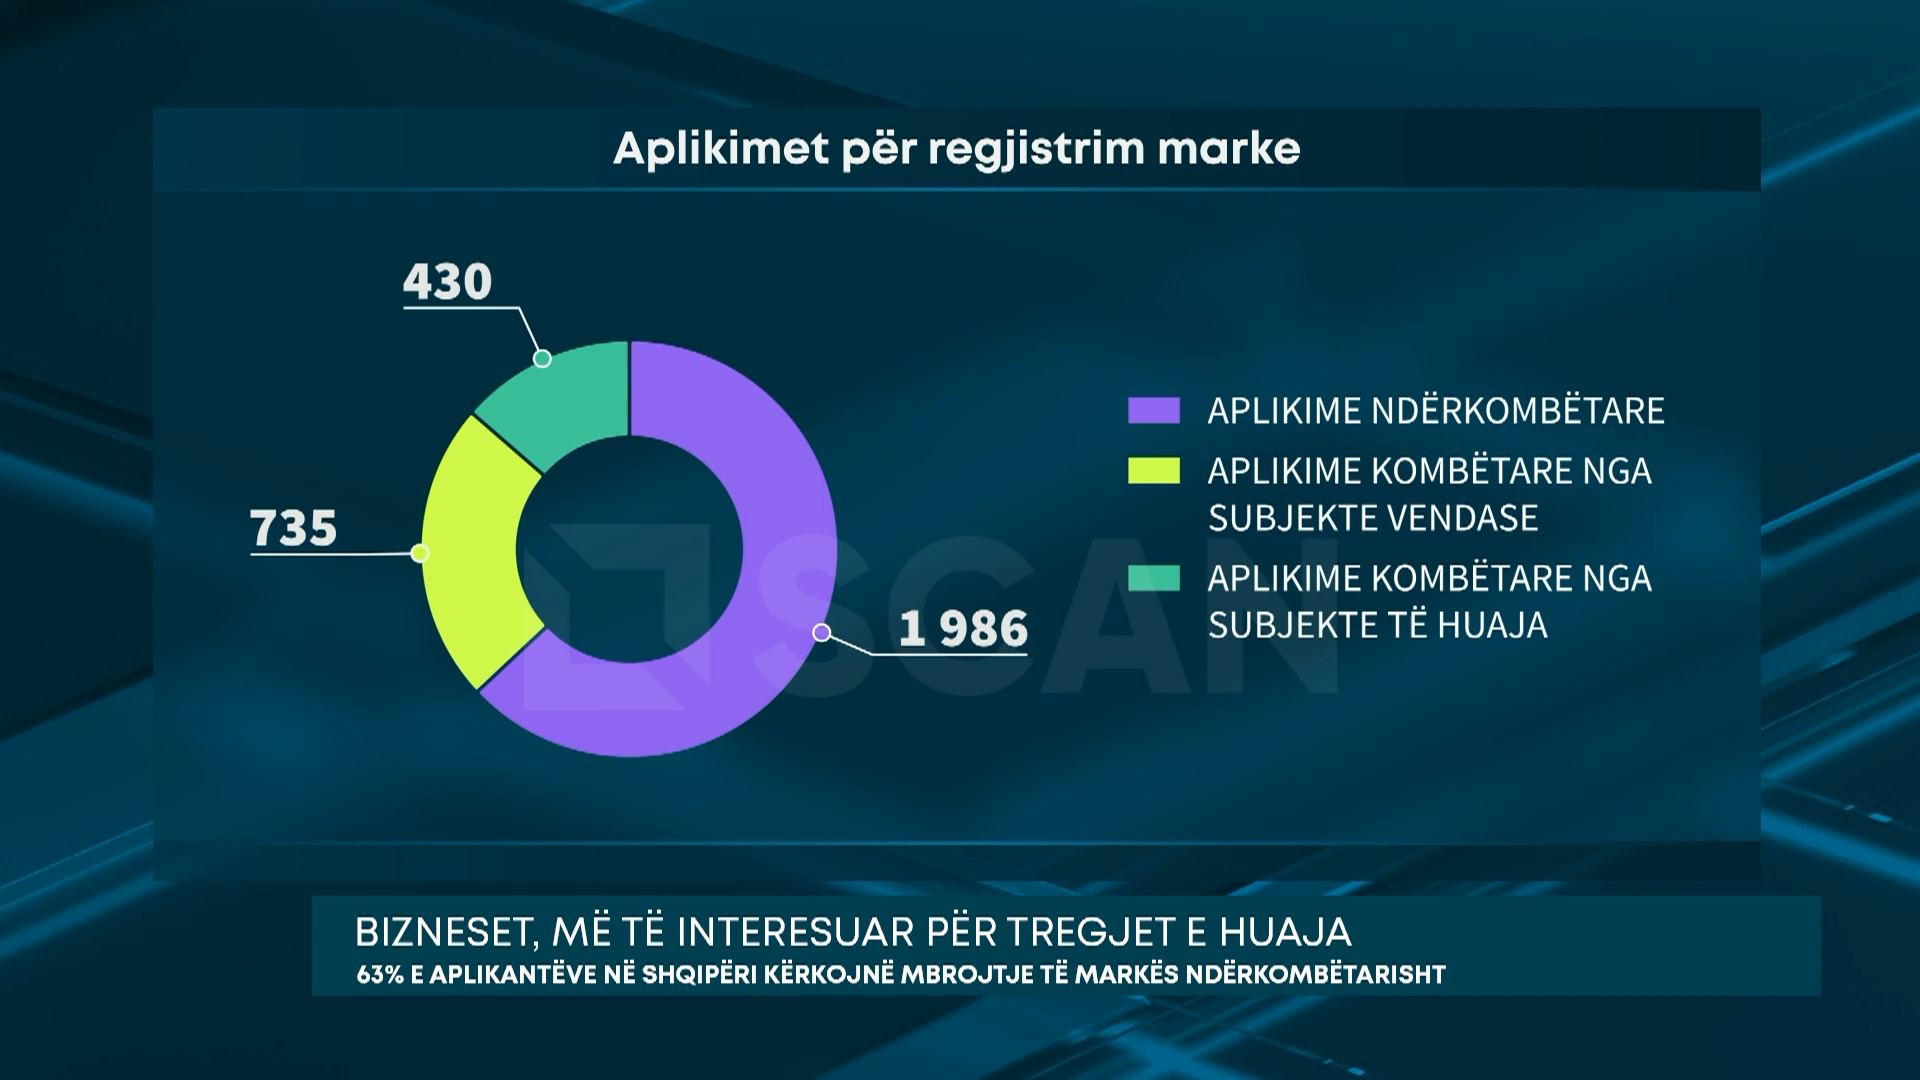 Aplikimet për regjistrim marke
430
735
1 986
APLIKIME NDËRKOMBËTARE
APLIKIME KOMBËTARE NGA
SUBJEKTE VENDASE
APLIKIME KOMBËTARE NGA
SUBJEKTE TË HUAJA
SCAN
BIZNESET, MË TË INTERESUAR PËR TREGJET E HUAJA
63% E APLIKANTËVE NË SHQIPËRI KËRKOJNË MBROJTJE TË MARKËS NDËRKOMBËTARISHT